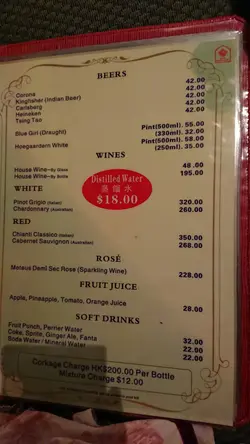 BEERS
Corona 42.00
Kingfisher (Indian Beer) 42.00
Carlsberg 42.00
Heineken 42.00
Tsing Tao 42.00
Blue Girl (Draught) Pint(500ml). 55.00
(330ml). 32.00
Hoegaardern White Pint(500ml). 58.00
(250ml). 35.00
WINES
House Wine-By Glass 48.00
House Wine-By Bottle 195.00
Distilled Water
蒸餾水
$18.00
WHITE
Pinot Grigio (Italian) 320.00
Chardonnay (Australian) 260.00
RED
Chianti Classico (Italian) 350.00
Cabernet Sauvignon (Australian) 268.00
ROSÉ
Mateus Demi Sec Rose (Sparkling Wine) 228.00
FRUIT JUICE
Apple, Pineapple, Tomato, Orange Juice 28.00
SOFT DRINKS
Fruit Punch, Perrier Water 32.00
Coke, Sprite, Ginger Ale, Fanta 22.00
Soda Water / Mineral Water 22.00
Corkage Charge HK$200.00 Per Bottle
Mixture Charge $12.00